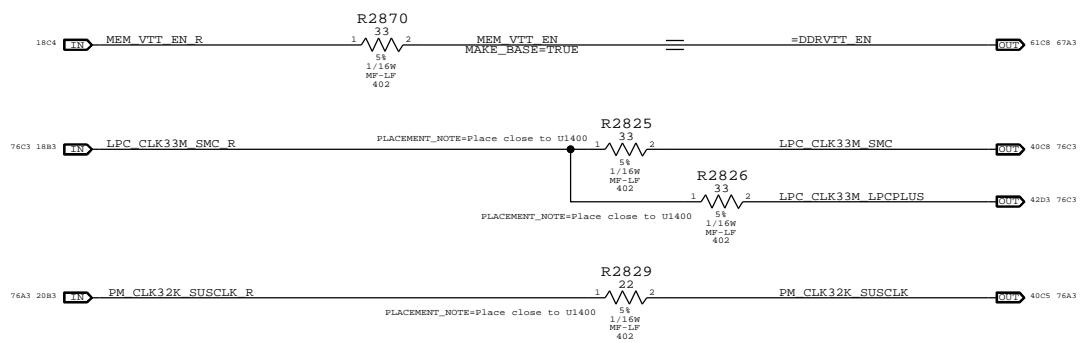 R2870
18C4 IN MEM_VTT_EN_R 1 33 2 MEM_VTT_EN =DDRVTT_EN OUT 61C8 67A3
MAKE_BASE=TRUE
5%
1/16W
MF-LF
402
R2825
PLACEMENT_NOTE=Place close to U1400
76C3 18B3 IN LPC_CLK33M_SMC_R 1 33 2 LPC_CLK33M_SMC OUT 40C8 76C3
5%
1/16W
MF-LF
402
R2826
1 33 2 LPC_CLK33M_LPCPLUS OUT 42D3 76C3
PLACEMENT_NOTE=Place close to U1400
5%
1/16W
MF-LF
402
R2829
76A3 20B3 IN PM_CLK32K_SUSCLK_R 1 22 2 PM_CLK32K_SUSCLK OUT 40C5 76A3
PLACEMENT_NOTE=Place close to U1400
5%
1/16W
MF-LF
402